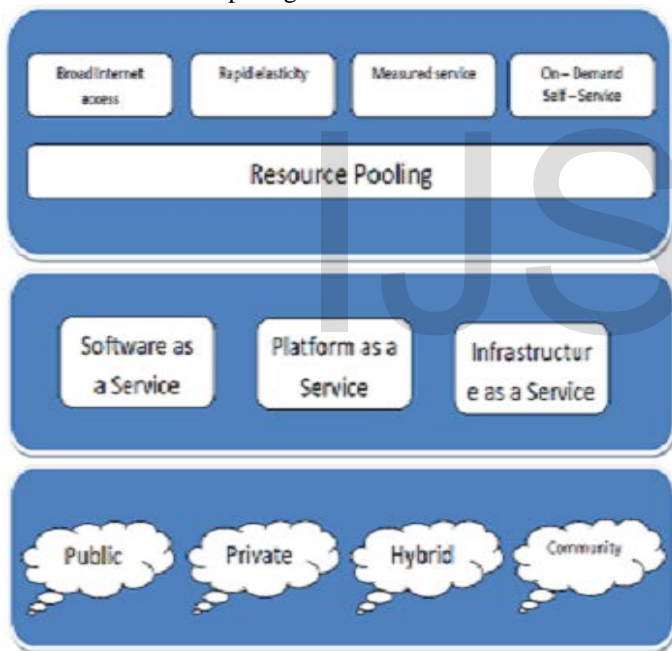 Broad Internet access
Rapid elasticity
Measured service
On – Demand Self – Service
Resource Pooling
Software as
a Service
Platform as a
Service
Infrastructur
e as a Service
Public
Private
Hybrid
Community
IJS